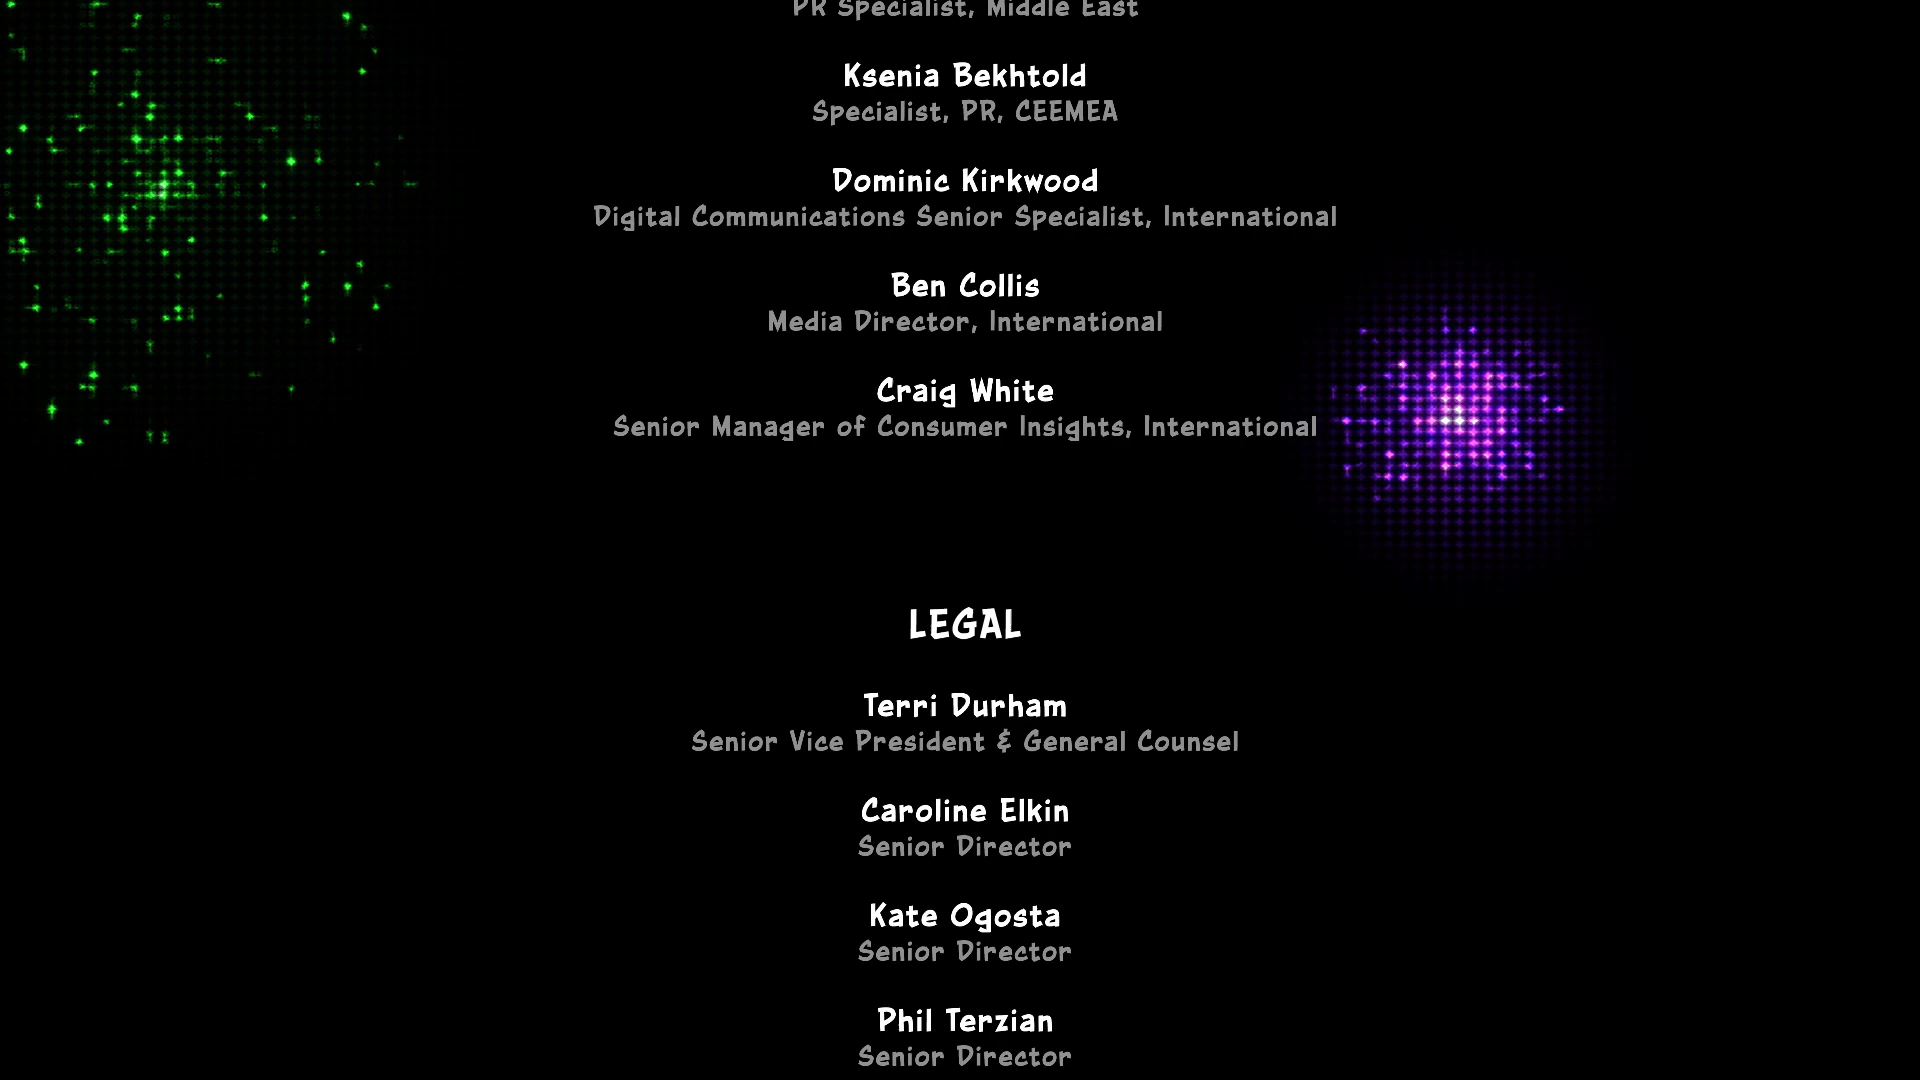 PR Specialist, Middle East
Ksenia Bekhtold
Specialist, PR, CEEMEA
Dominic Kirkwood
Digital Communications Senior Specialist, International
Ben Collis
Media Director, International
Craig White
Senior Manager of Consumer Insights, International
LEGAL
Terri Durham
Senior Vice President & General Counsel
Caroline Elkin
Senior Director
Kate Ogosta
Senior Director
Phil Terzian
Senior Director